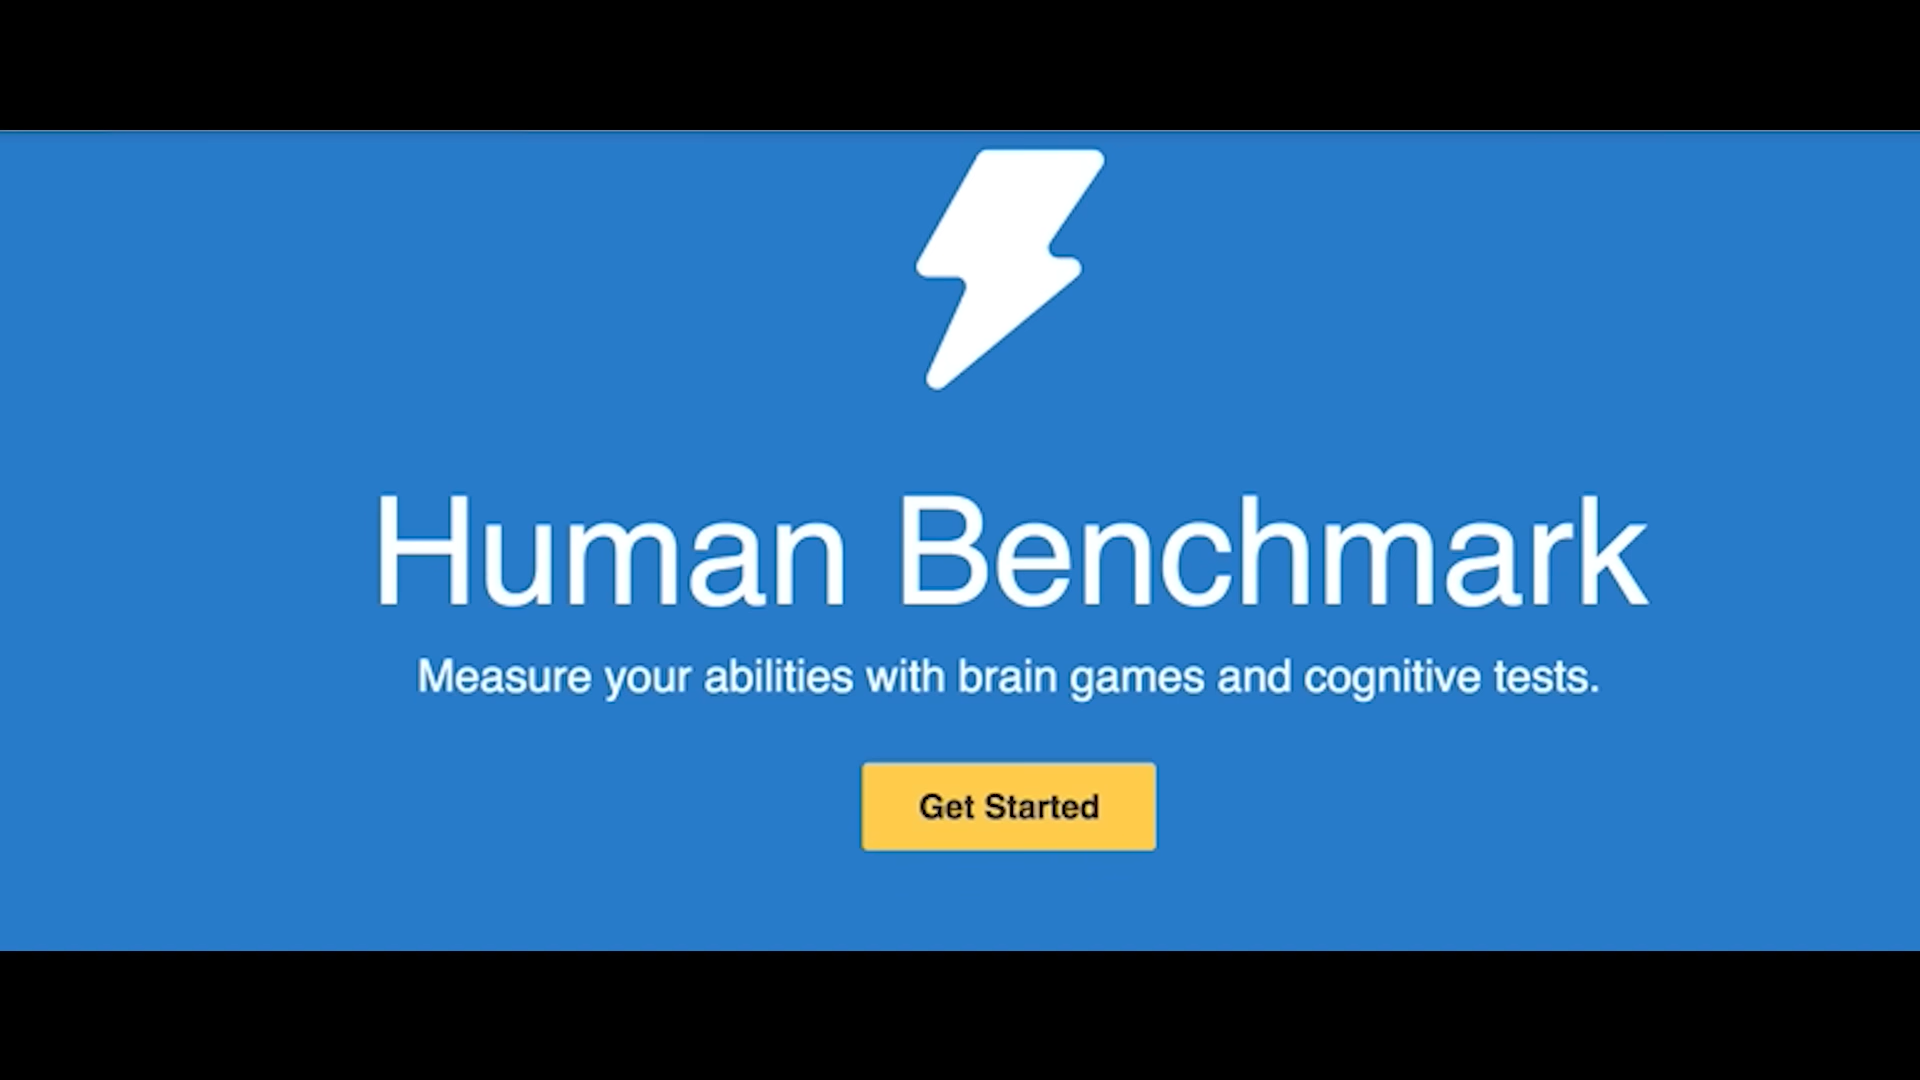 Human Benchmark
Measure your abilities with brain games and cognitive tests.
Get Started